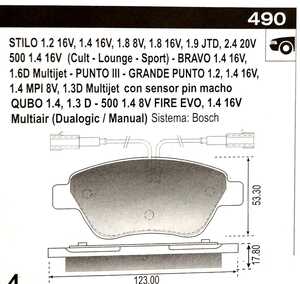 490
STILO 1.2 16V, 1.4 16V, 1.8 8V, 1.8 16V, 1.9 JTD, 2.4 20V
500 1.4 16V (Cult - Lounge - Sport) - BRAVO 1.4 16V,
1.6D Multijet - PUNTO III - GRANDE PUNTO 1.2, 1.4 16V,
1.4 MPI 8V, 1.3D Multijet con sensor pin macho
QUBO 1.4, 1.3 D - 500 1.4 8V FIRE EVO, 1.4 16V
Multiair (Dualogic / Manual) Sistema: Bosch
53.30
17.80
123.00